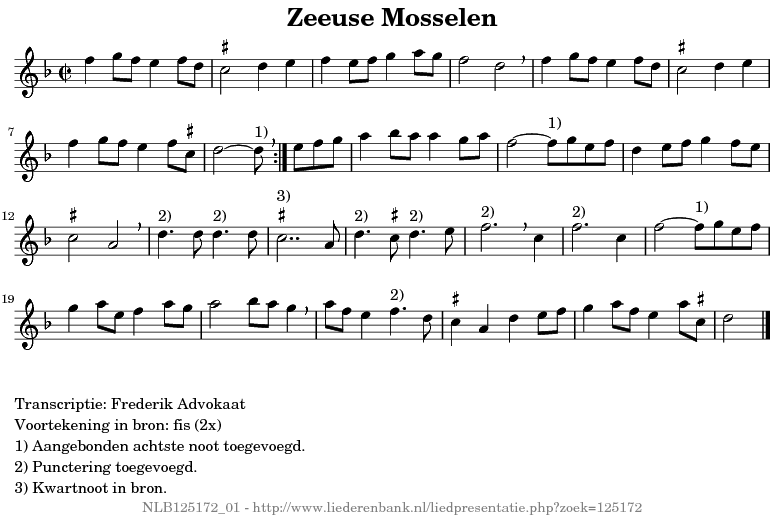 Zeeuse Mosselen
7
1)
1)
12
2)
2)
3)
2)
2)
2)
2)
1)
19
2)
Transcriptie: Frederik Advokaat
Voortekening in bron: fis (2x)
1) Aangebonden achtste noot toegevoegd.
2) Punctering toegevoegd.
3) Kwartnoot in bron.
NLB125172_01 - http://www.liederenbank.nl/liedpresentatie.php?zoek=125172